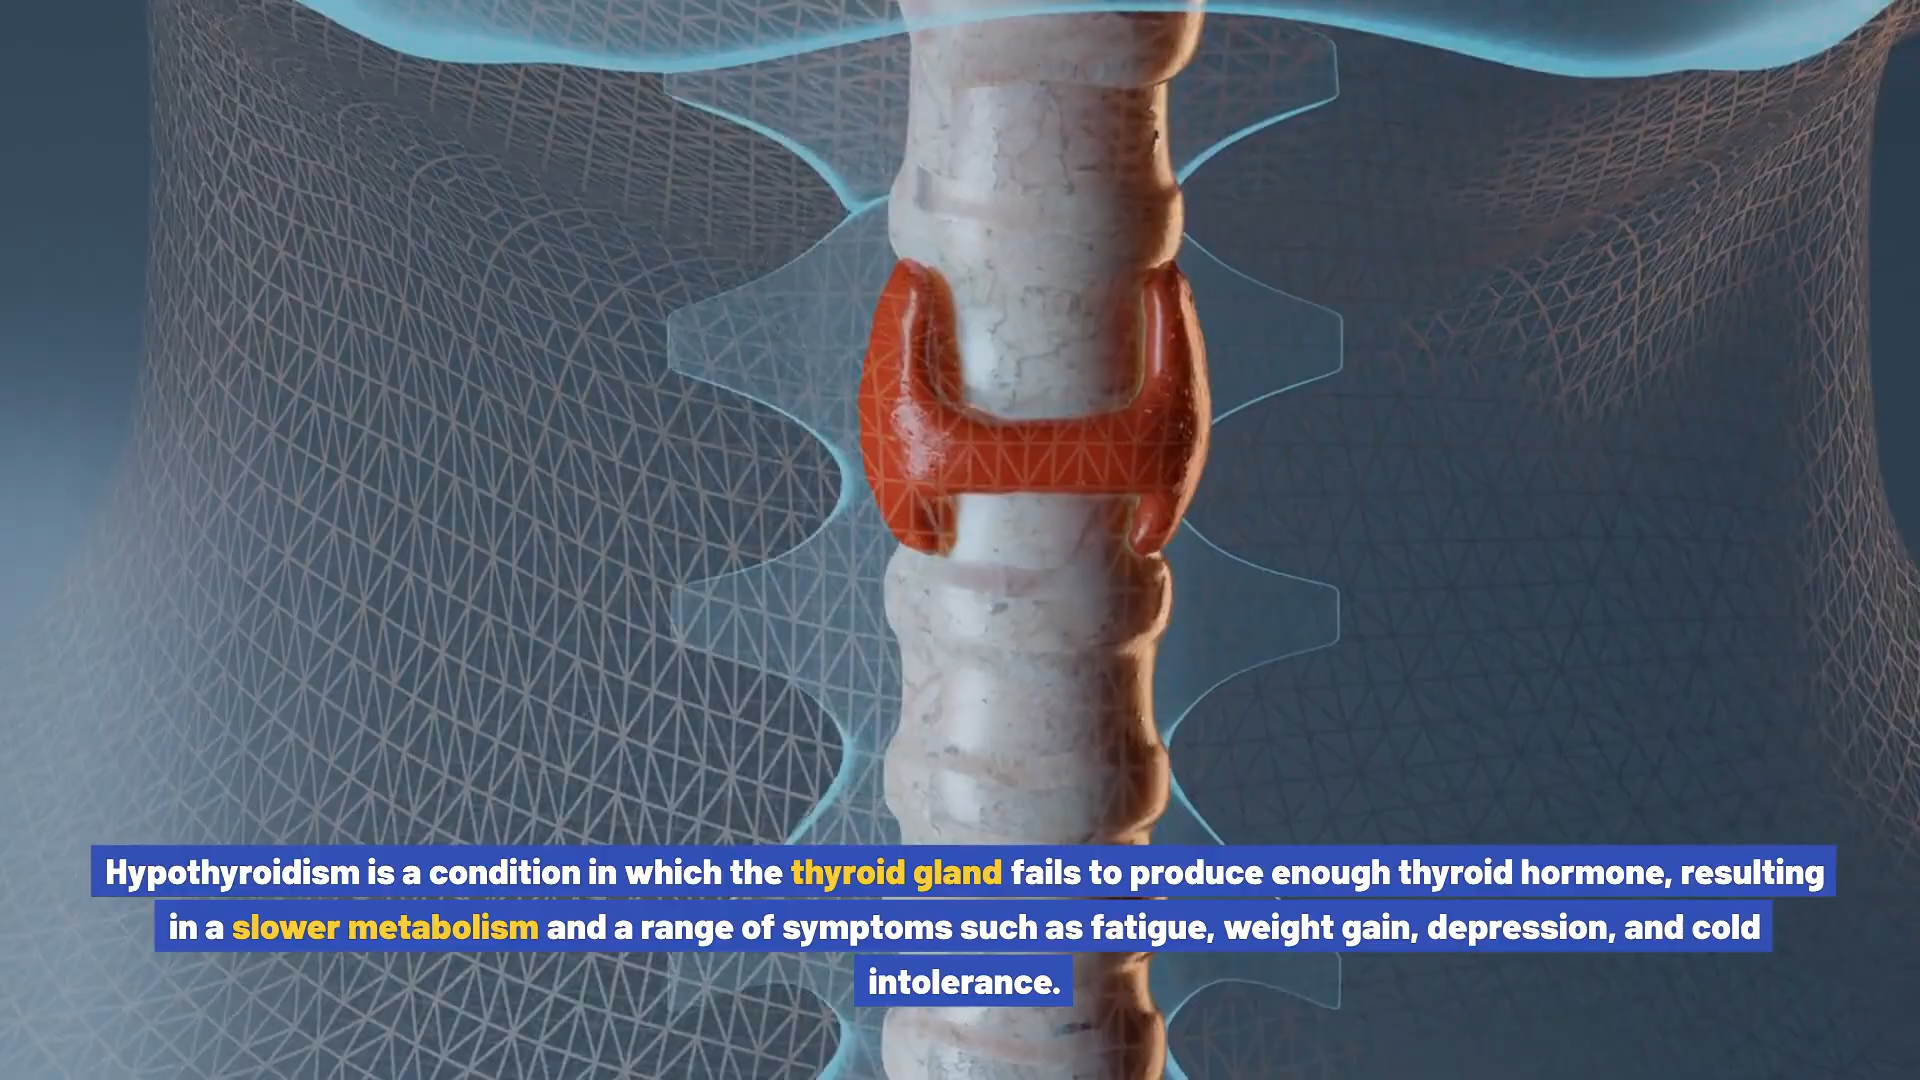 Hypothyroidism is a condition in which the thyroid gland fails to produce enough thyroid hormone, resulting
in a slower metabolism and a range of symptoms such as fatigue, weight gain, depression, and cold
intolerance.